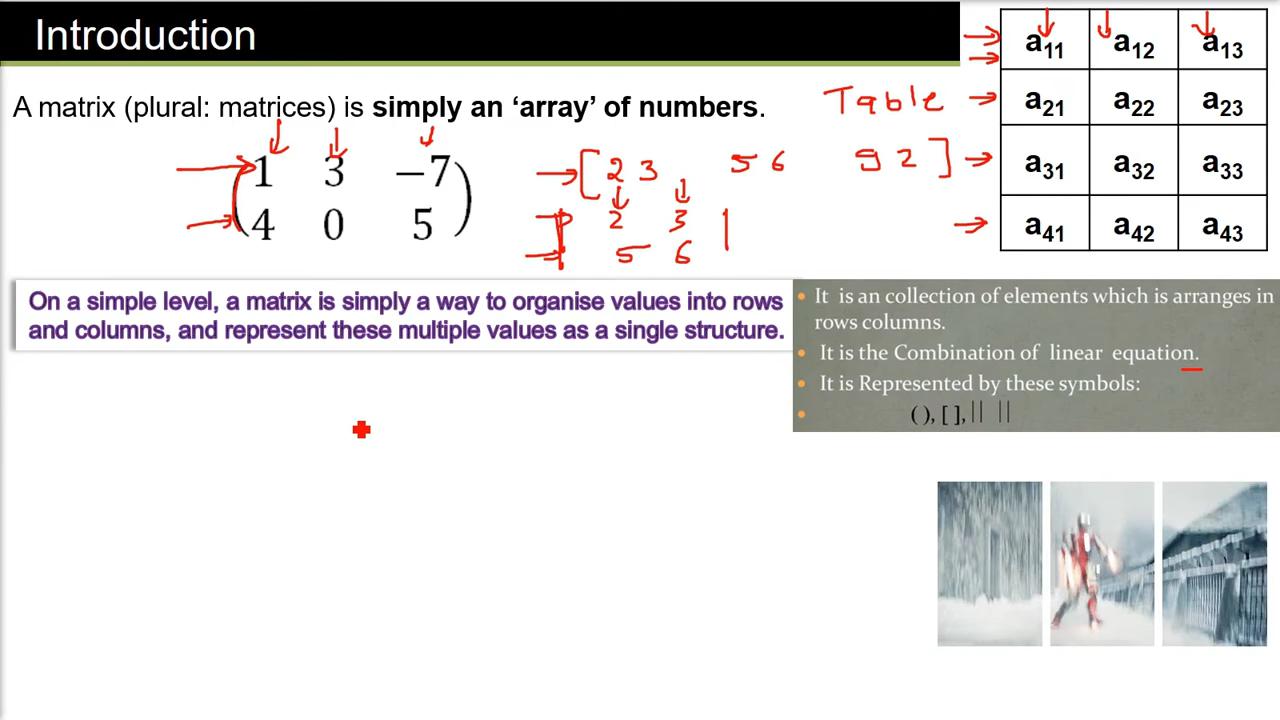 Introduction
A matrix (plural: matrices) is simply an ‘array’ of numbers.
Table
a11 a12 a13
a21 a22 a23
a31 a32 a33
a41 a42 a43
(1 3 −7
4 0 5)
[2 3 5 6 9 2]
2 3
5 6
On a simple level, a matrix is simply a way to organise values into rows
and columns, and represent these multiple values as a single structure.
• It is an collection of elements which is arranges in
rows columns.
• It is the Combination of linear equation.
• It is Represented by these symbols:
• ( ), [ ], || ||